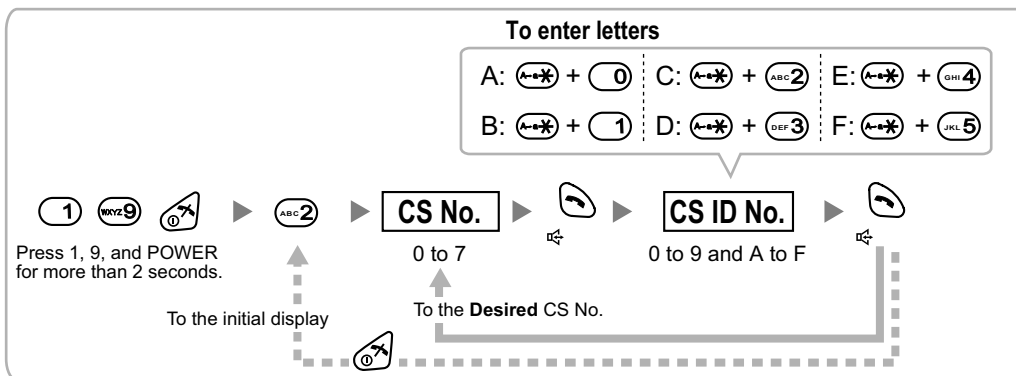 To enter letters
A: A-a✱ + 0 C: A-a✱ + ABC2 E: A-a✱ + GHI4
B: A-a✱ + 1 D: A-a✱ + DEF3 F: A-a✱ + JKL5
1 WXYZ9 ABC2 CS No. CS ID No.
Press 1, 9, and POWER
for more than 2 seconds.
0 to 7
0 to 9 and A to F
To the Desired CS No.
To the initial display